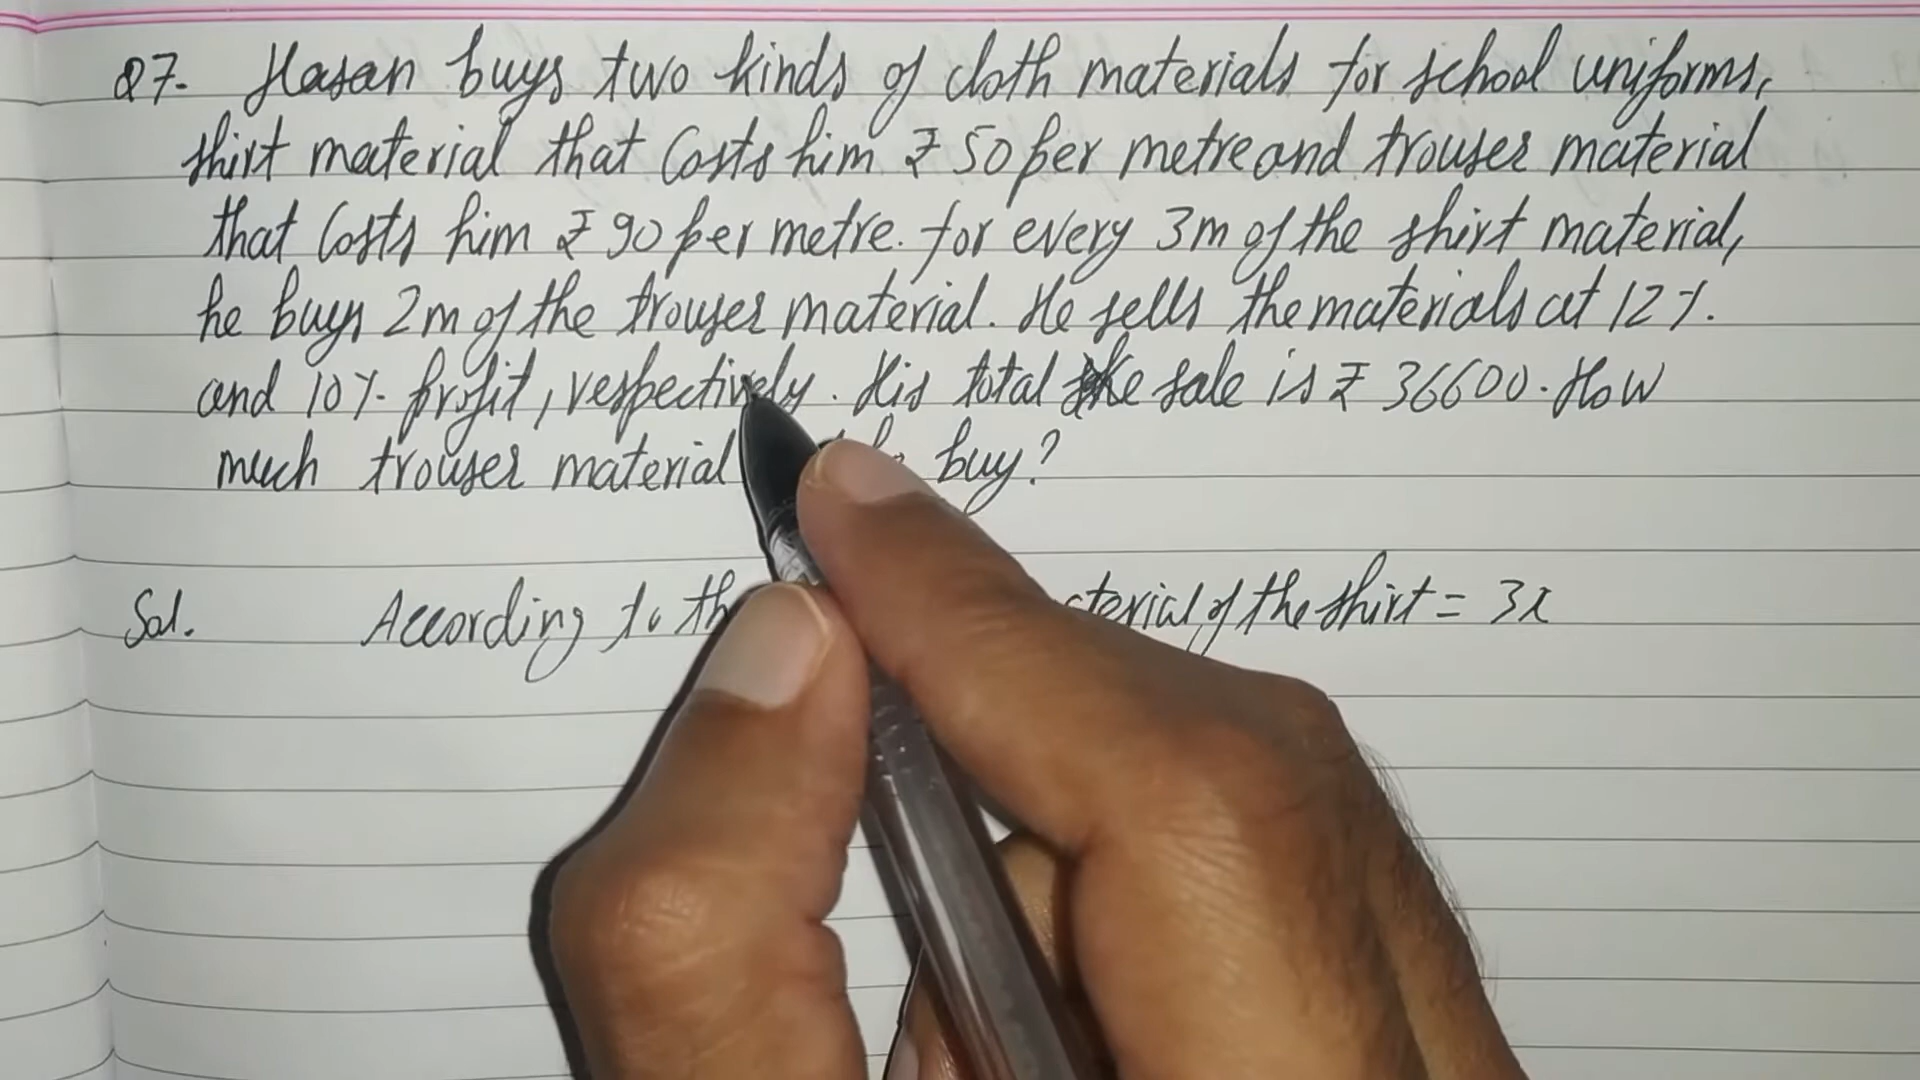 Q7- Hasan buys two kinds of cloth materials for school uniforms,
shirt material that Costs him ₹ 50 per metre and trouser material
that Costs him ₹ 90 per metre. for every 3m of the shirt material,
he buys 2m of the trouser material. He sells the materials at 12%
and 10% profit, respectively. His total sale is ₹ 36600. How
much trouser material buy?
Sol. According to of the shirt = 3x